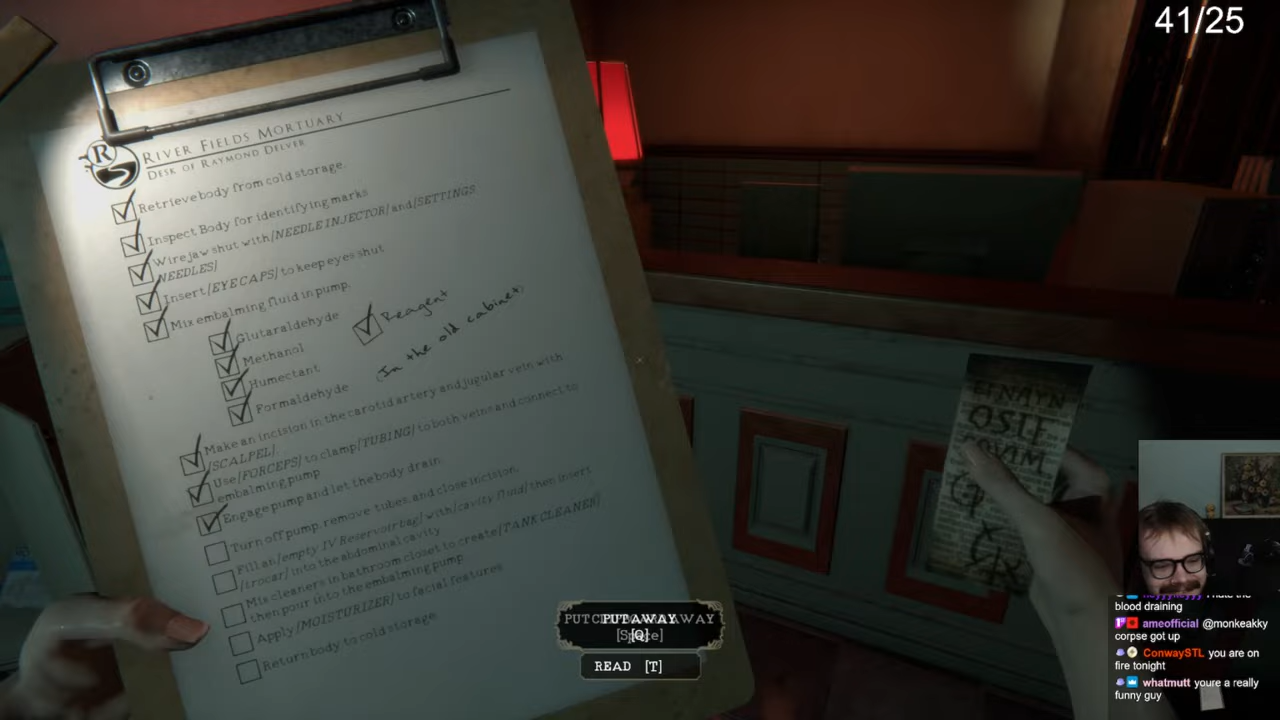 41/25
RIVER FIELDS MORTUARY
DESK OF RAYMOND DELVER
Retrieve body from cold storage.
Inspect Body for identifying marks
Wire jaw shut with [NEEDLE INJECTOR] and [SETTINGS
NEEDLES]
Insert [EYE CAPS] to keep eyes shut
Mix embalming fluid in pump.
Glutaraldehyde
Reagent
Methanol
(In the old cabinet)
Humectant
Formaldehyde
Make an incision in the carotid artery and jugular vein with
[SCALPEL].
Use [FORCEPS] to clamp [TUBING] to both veins and connect to
embalming pump
Engage pump and let the body drain.
Turn off pump, remove tubes, and close incision.
Fill an [empty IV Reservoir bag] with [cavity fluid] then insert
[trocar] into the abdominal cavity
Mix cleaners in bathroom closet to create [TANK CLEANER]
then pour into the embalming pump
Apply [MOISTURIZER] to facial features
Return body to cold storage.
PUT AWAY
READ [T]
blood draining
ameofficial @monkeakky
corpse got up
ConwaySTL you are on
fire tonight
whatmutt youre a really
funny guy